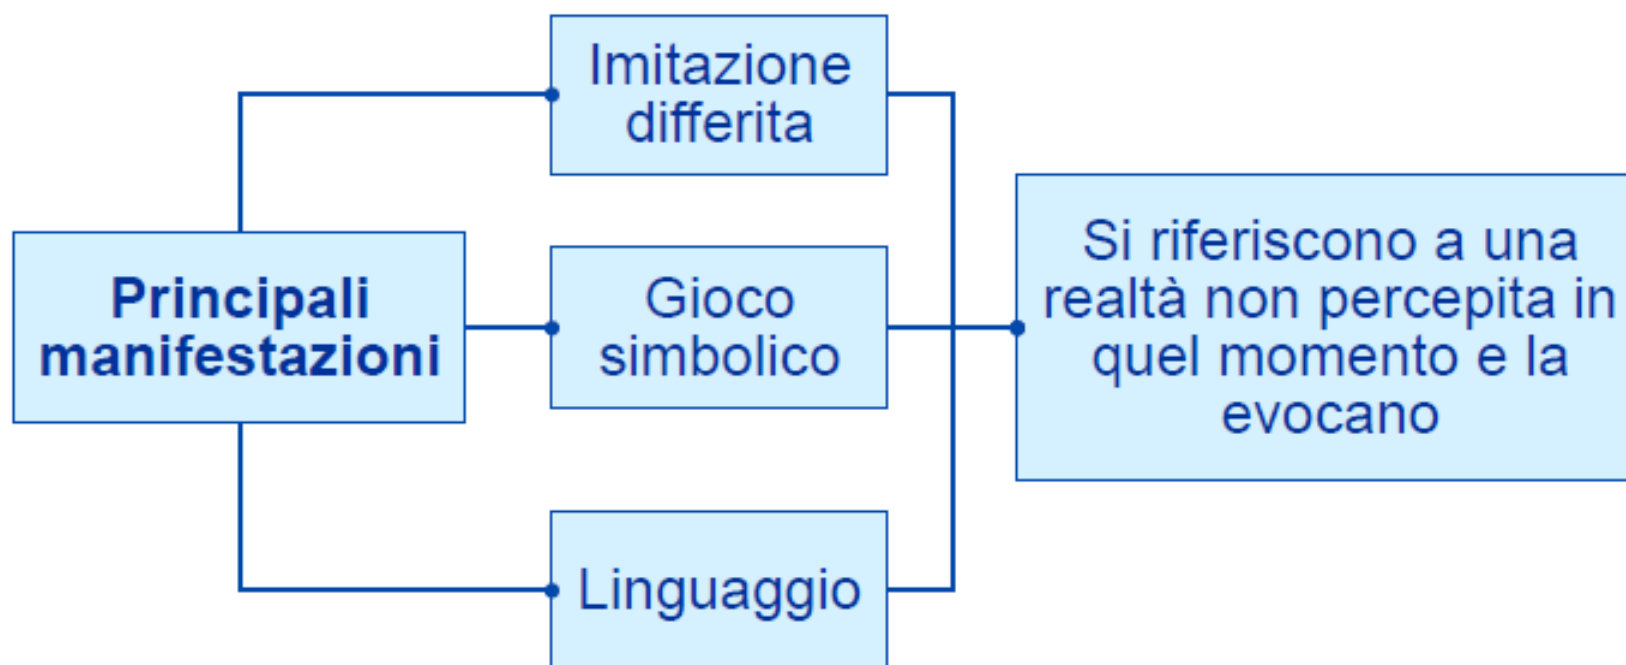 Imitazione
differita
Principali
manifestazioni
Gioco
simbolico
Linguaggio
Si riferiscono a una
realtà non percepita in
quel momento e la
evocano